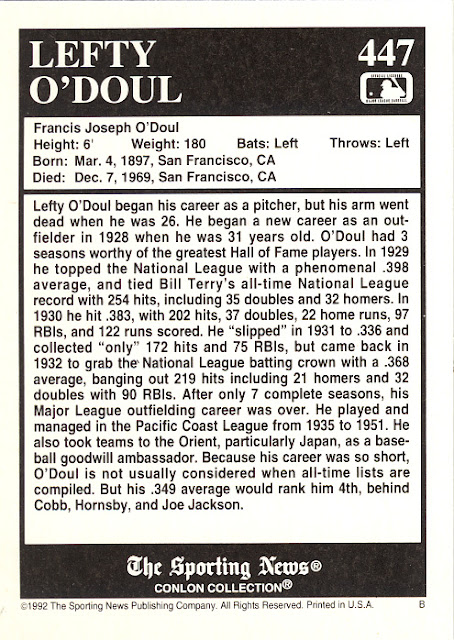 LEFTY
O'DOUL
447
OFFICIAL LICENSEE
MAJOR LEAGUE BASEBALL
Francis Joseph O'Doul
Height: 6' Weight: 180 Bats: Left Throws: Left
Born: Mar. 4, 1897, San Francisco, CA
Died: Dec. 7, 1969, San Francisco, CA
Lefty O'Doul began his career as a pitcher, but his arm went
dead when he was 26. He began a new career as an out-
fielder in 1928 when he was 31 years old. O'Doul had 3
seasons worthy of the greatest Hall of Fame players. In 1929
he topped the National League with a phenomenal .398
average, and tied Bill Terry's all-time National League
record with 254 hits, including 35 doubles and 32 homers. In
1930 he hit .383, with 202 hits, 37 doubles, 22 home runs, 97
RBIs, and 122 runs scored. He "slipped" in 1931 to .336 and
collected "only" 172 hits and 75 RBIs, but came back in
1932 to grab the National League batting crown with a .368
average, banging out 219 hits including 21 homers and 32
doubles with 90 RBIs. After only 7 complete seasons, his
Major League outfielding career was over. He played and
managed in the Pacific Coast League from 1935 to 1951. He
also took teams to the Orient, particularly Japan, as a base-
ball goodwill ambassador. Because his career was so short,
O'Doul is not usually considered when all-time lists are
compiled. But his .349 average would rank him 4th, behind
Cobb, Hornsby, and Joe Jackson.
The Sporting News®
CONLON COLLECTION®
©1992 The Sporting News Publishing Company. All Rights Reserved. Printed in U.S.A. B